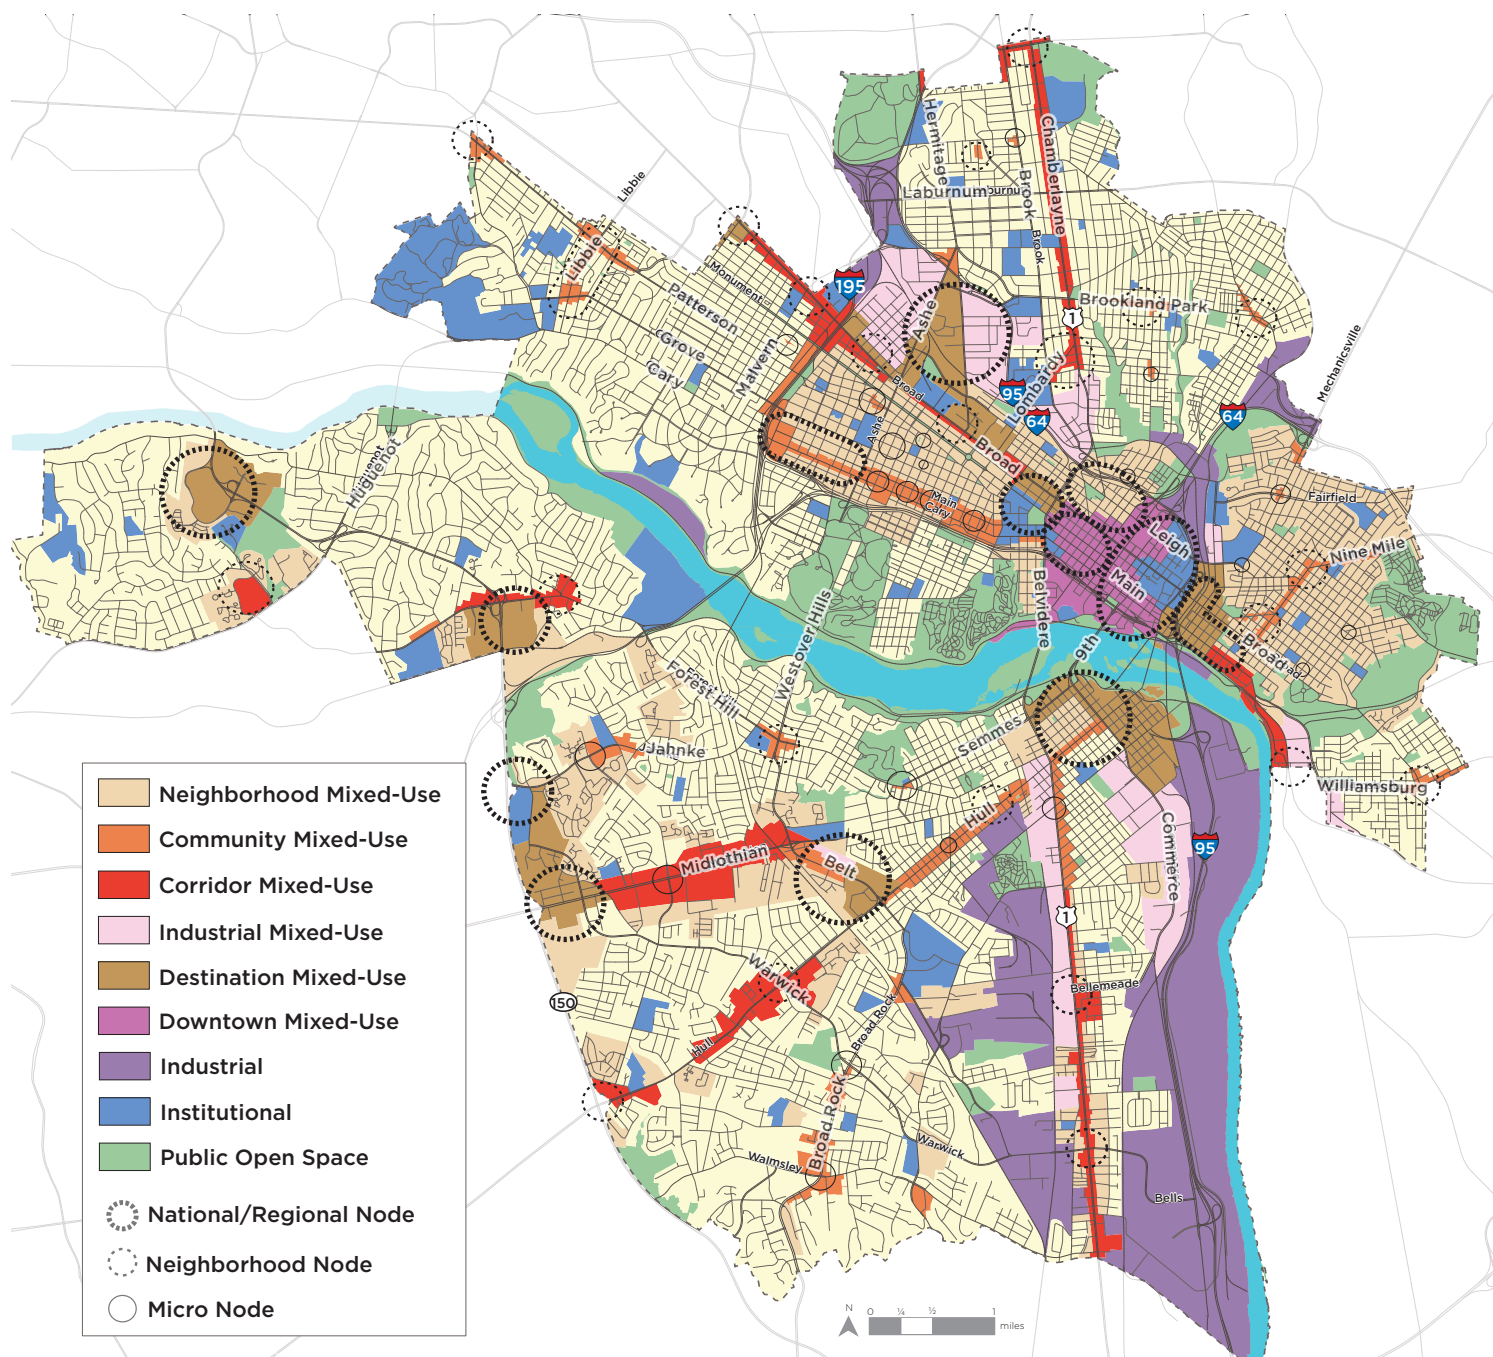 Hermitage
Chamberlayne
Laburnum
burnu
Brook
Brook
Libbie
Libbie
Monument
Patterson
195
Ashe
Brookland Park
1
Grove
Cary
Malvern
Mechanicsville
Broad
95
Lombardy
64
64
Huguenot
Huguenot
Ashe
Broad
Main
Cary
Fairfield
Leigh
Nine Mile
Main
Belvidere
Westover Hills
9th
Broad
Forest Hill
Semmes
Jahnke
Williamsburg
Hull
Commerce
95
Midlothian
Belt
1
Warwick
150
Bellemeade
Hull
Broad Rock
Broad Rock
Warwick
Walmsley
Bells
Neighborhood Mixed-Use
Community Mixed-Use
Corridor Mixed-Use
Industrial Mixed-Use
Destination Mixed-Use
Downtown Mixed-Use
Industrial
Institutional
Public Open Space
National/Regional Node
Neighborhood Node
Micro Node
N
0 ¼ ½ 1
miles